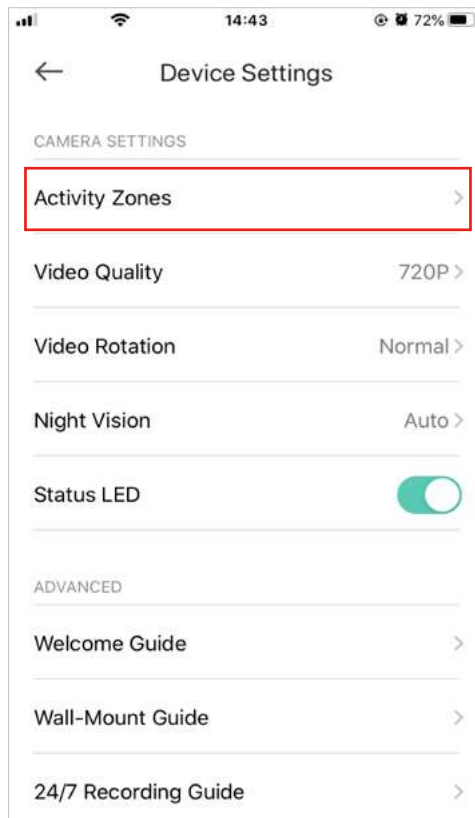 14:43 72%
Device Settings
CAMERA SETTINGS
Activity Zones
Video Quality 720P
Video Rotation Normal
Night Vision Auto
Status LED
ADVANCED
Welcome Guide
Wall-Mount Guide
24/7 Recording Guide